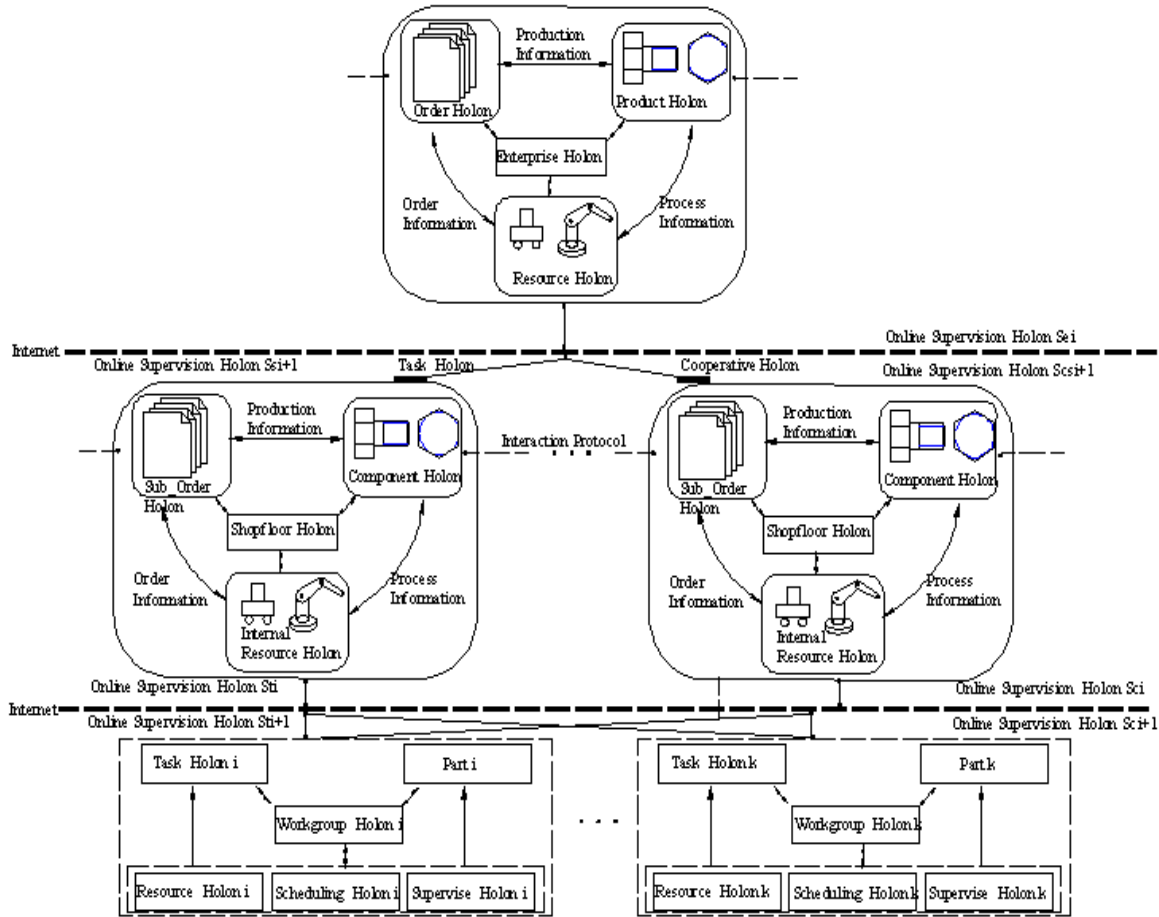 Production
Information
Order Holon
Product Holon
Enterprise Holon
Order
Information
Process
Information
Resource Holon
Internet
Online Supervision Holon Sei
Online Supervision Holon Ssi+1
Task Holon
Cooperative Holon
Online Supervision Holon Scsi+1
Production
Information
Sub_Order
Holon
Component Holon
Shopfloor Holon
Order
Information
Process
Information
Internal
Resource Holon
Interaction Protocol
. . .
Production
Information
Sub_Order
Holon
Component Holon
Shopfloor Holon
Order
Information
Process
Information
Internal
Resource Holon
Online Supervision Holon Sti
Online Supervision Holon Sci
Internet
Online Supervision Holon Sti+1
Online Supervision Holon Sci+1
Task Holon i
Part i
Workgroup Holon i
Resource Holon i
Scheduling Holon i
Supervise Holon i
. . .
Task Holon k
Part k
Workgroup Holon k
Resource Holon k
Scheduling Holon k
Supervise Holon k